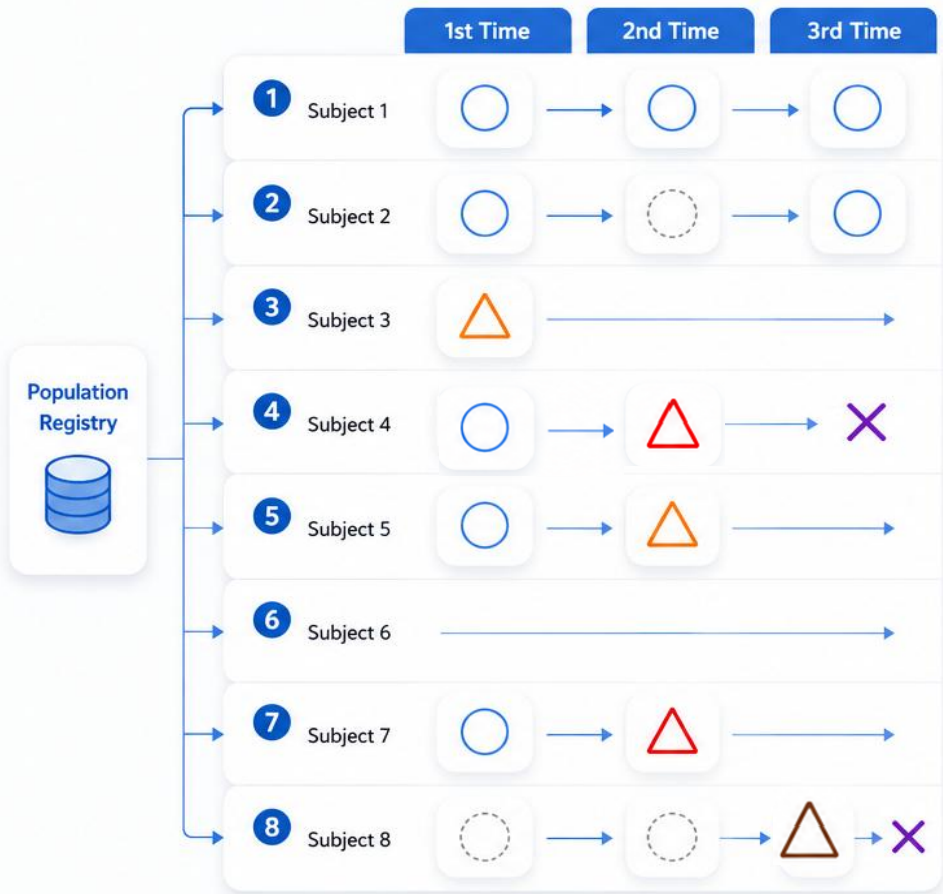 1st Time
2nd Time
3rd Time
1
Subject 1
2
Subject 2
3
Subject 3
Population
Registry
4
Subject 4
5
Subject 5
6
Subject 6
7
Subject 7
8
Subject 8